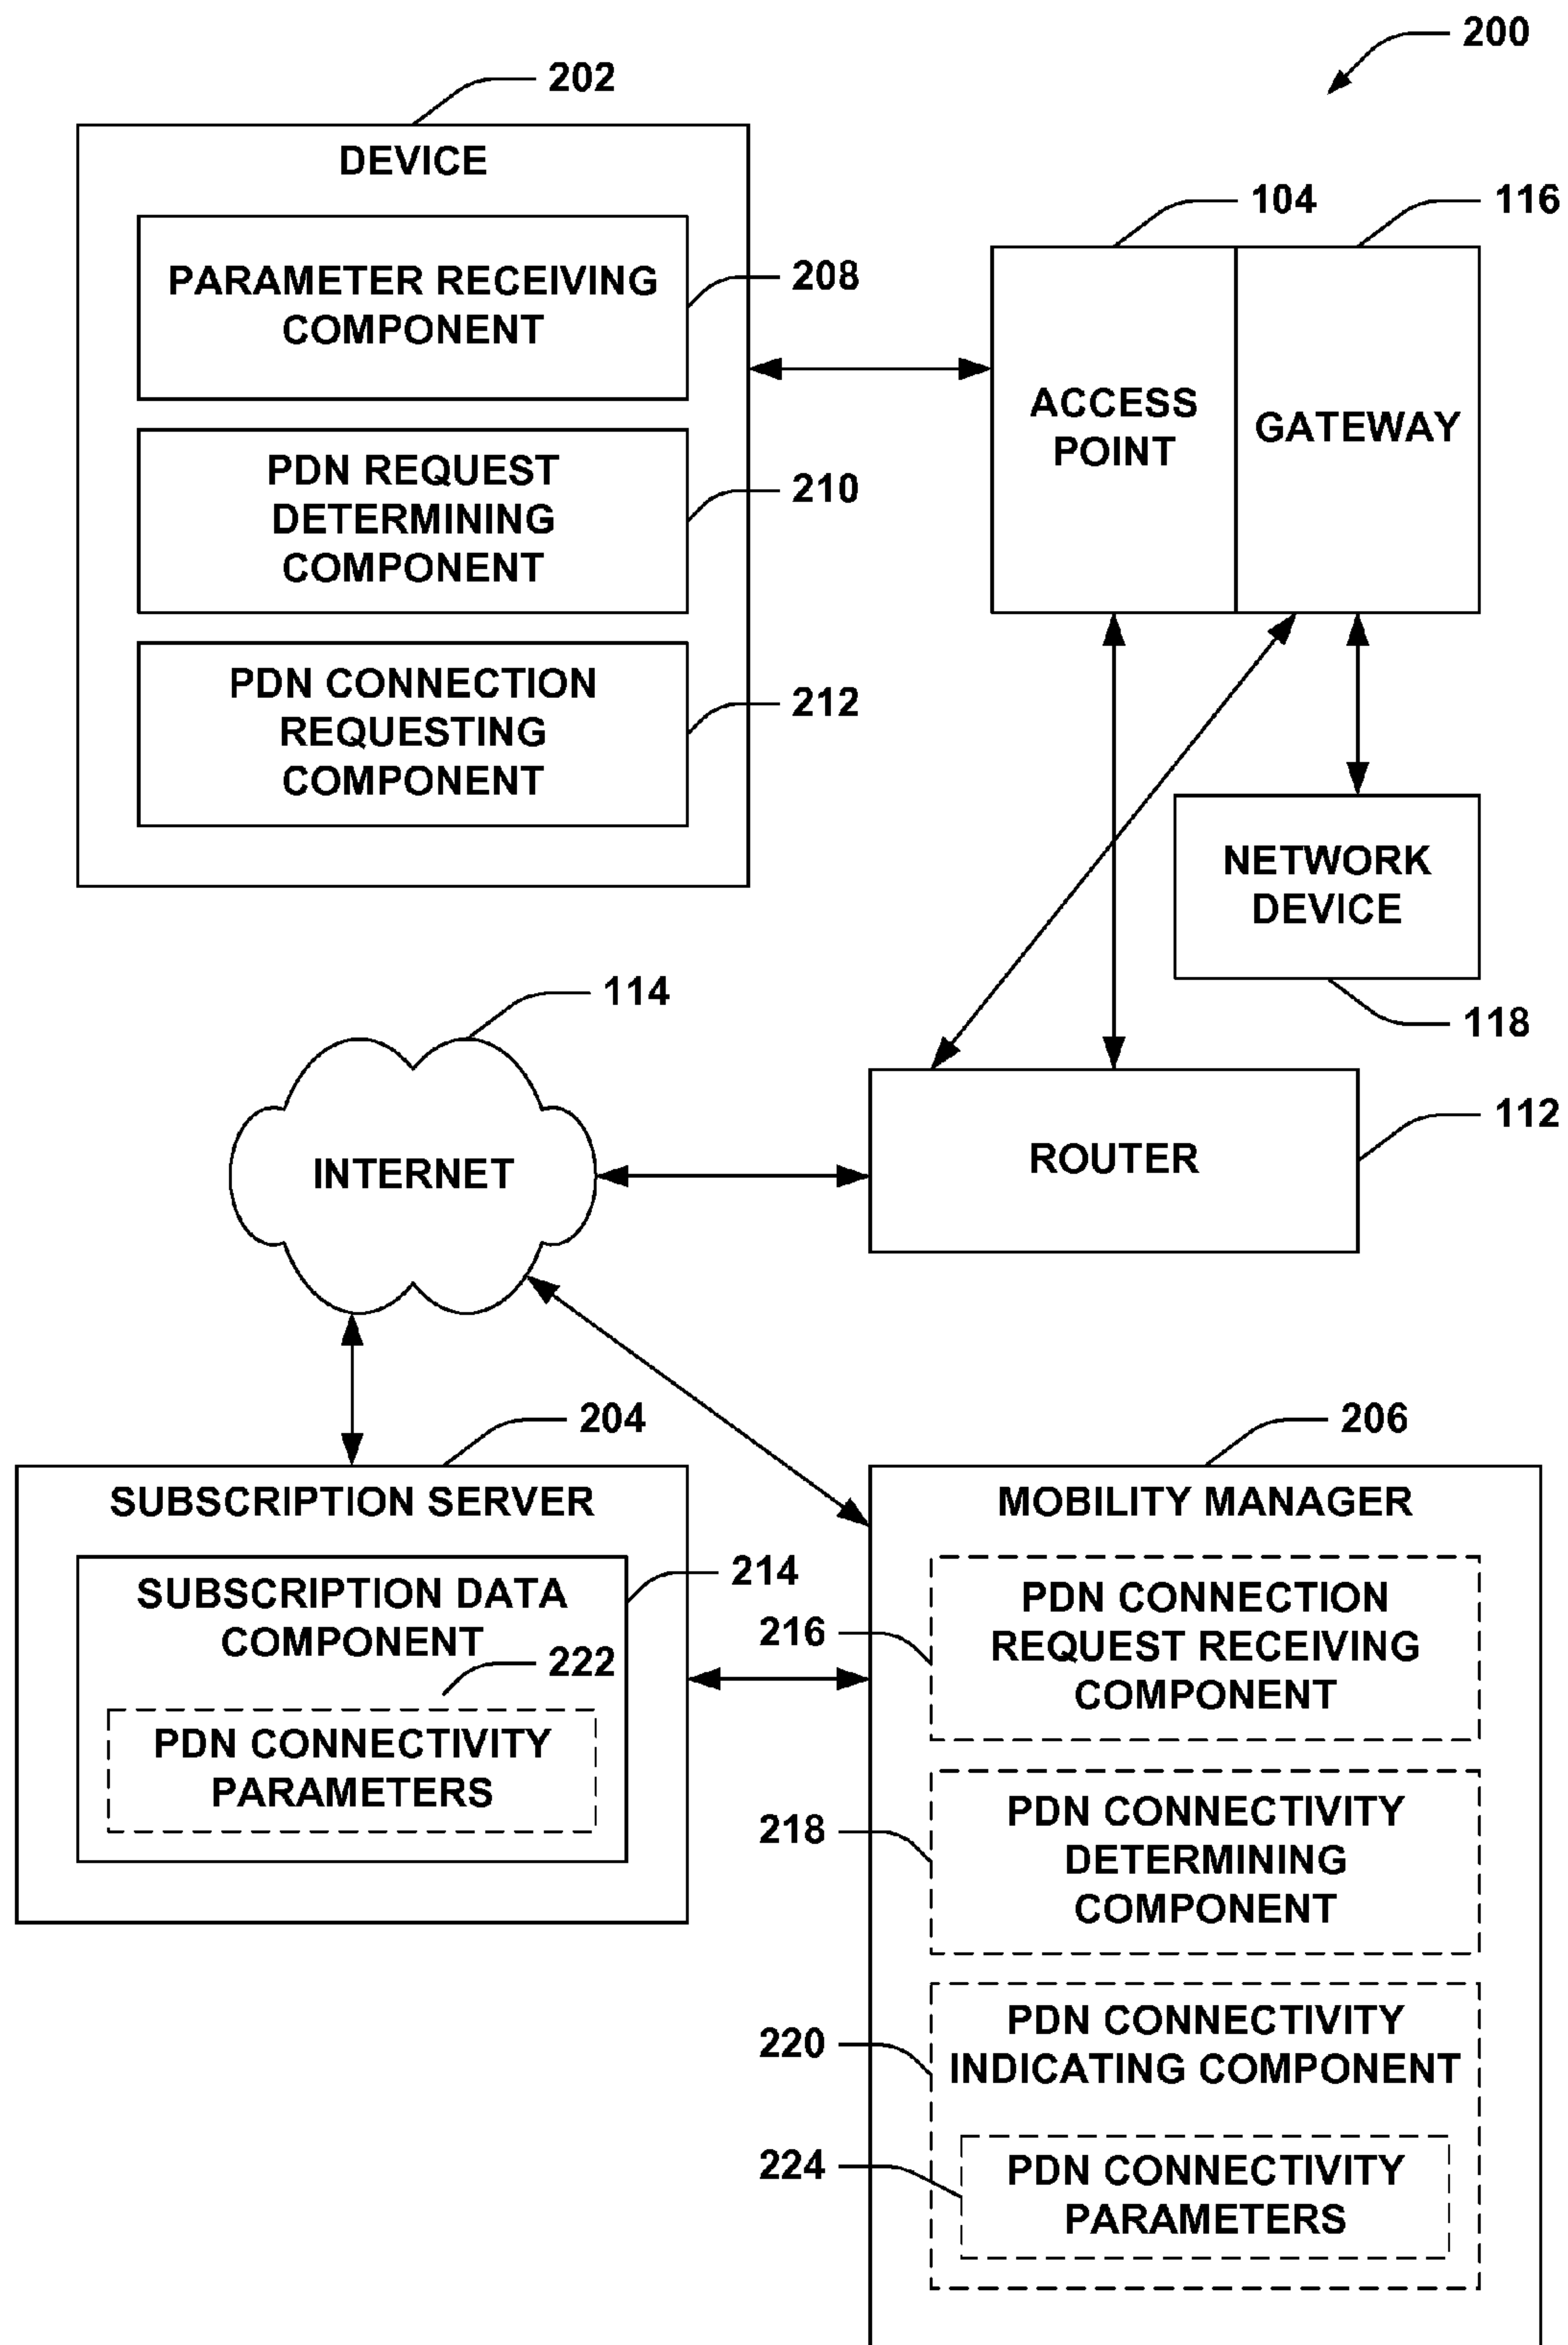 200
202
DEVICE
104
116
PARAMETER RECEIVING
COMPONENT
208
ACCESS
POINT
GATEWAY
PDN REQUEST
DETERMINING
COMPONENT
210
PDN CONNECTION
REQUESTING
COMPONENT
212
NETWORK
DEVICE
118
114
INTERNET
ROUTER
112
204
SUBSCRIPTION SERVER
SUBSCRIPTION DATA
COMPONENT
214
222
PDN CONNECTIVITY
PARAMETERS
206
MOBILITY MANAGER
PDN CONNECTION
REQUEST RECEIVING
COMPONENT
216
PDN CONNECTIVITY
DETERMINING
COMPONENT
218
PDN CONNECTIVITY
INDICATING COMPONENT
220
PDN CONNECTIVITY
PARAMETERS
224